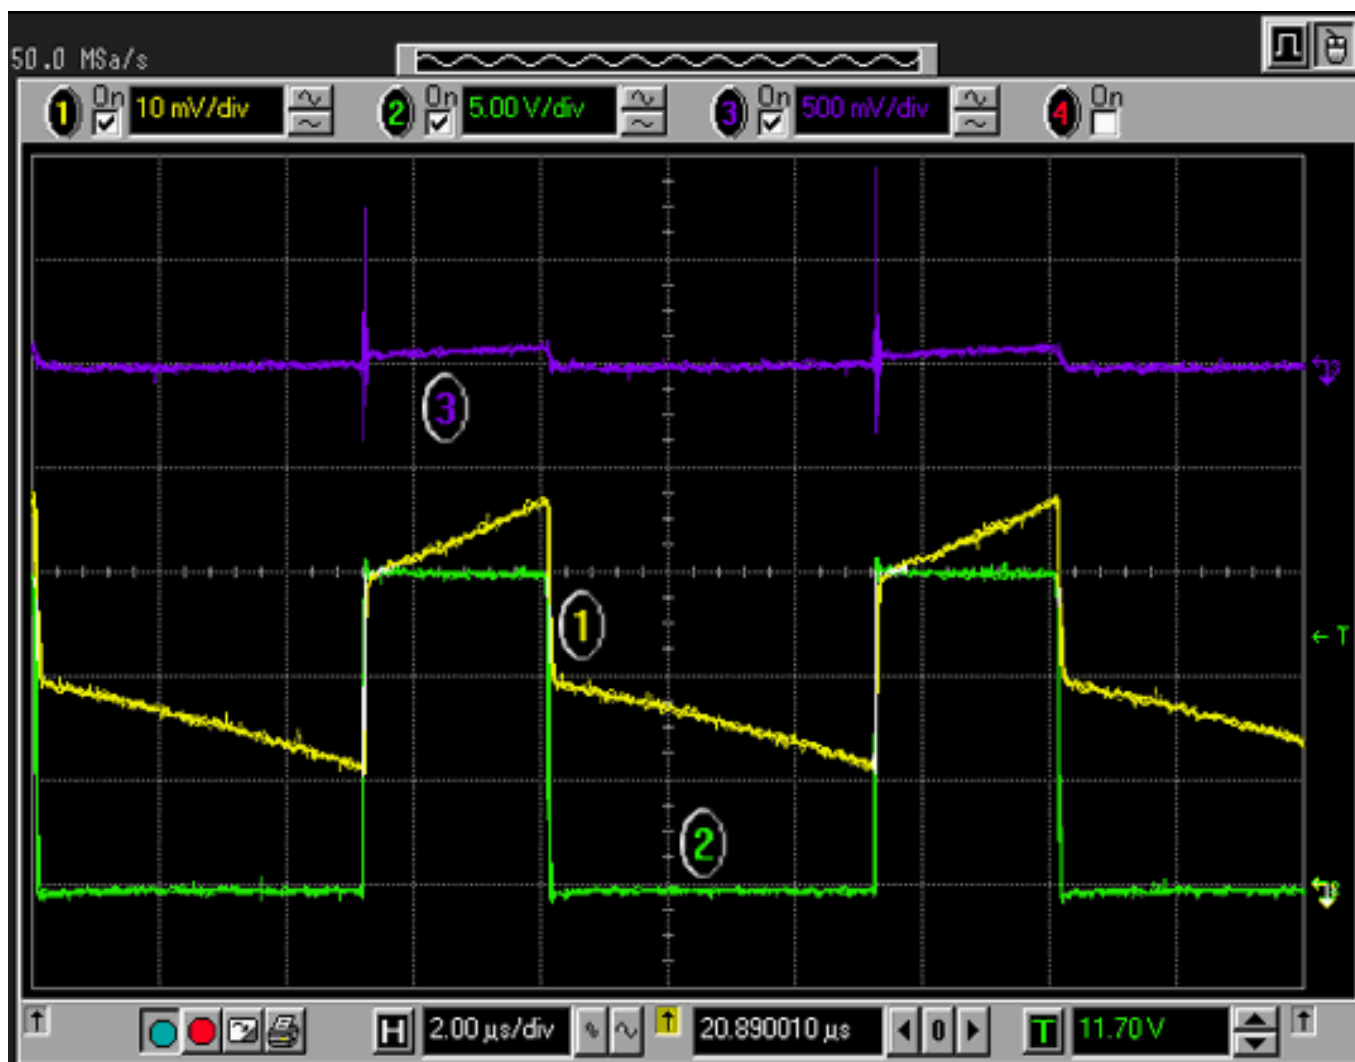 50.0 MSa/s
1 On 10 mV/div 2 On 5.00 V/div 3 On 500 mV/div 4 On
3
1
T
2
H 2.00 µs/div 20.890010 µs 0 T 11.70 V